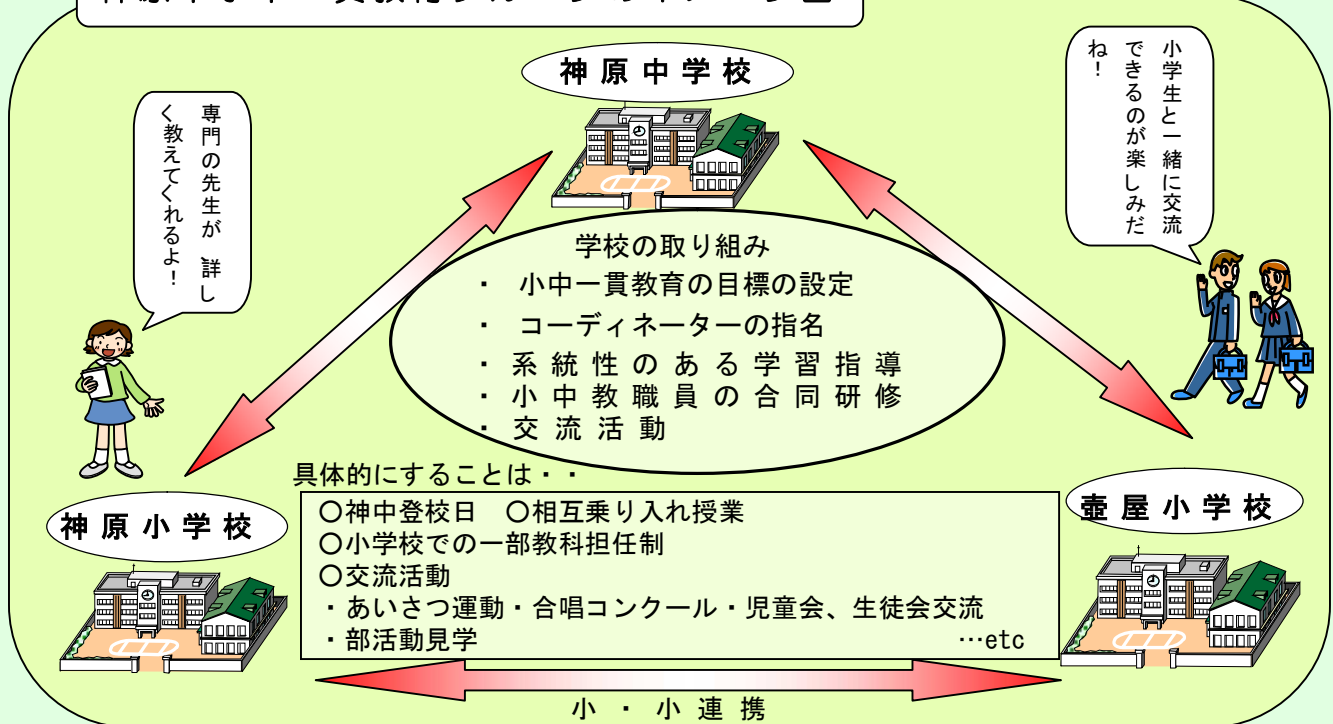 神原中学校
専門の先生が、詳し
く教えてくれるよ！
小学生と一緒に交流
できるのが楽しみだ
ね！
学校の取り組み
・ 小中一貫教育の目標の設定
・ コーディネーターの指名
・ 系統性のある学習指導
・ 小中教職員の合同研修
・ 交流活動
具体的にすることは・・
神原小学校
〇神中登校日 〇相互乗り入れ授業
〇小学校での一部教科担任制
〇交流活動
・あいさつ運動・合唱コンクール・児童会、生徒会交流
・部活動見学 …etc
壺屋小学校
小・小連携